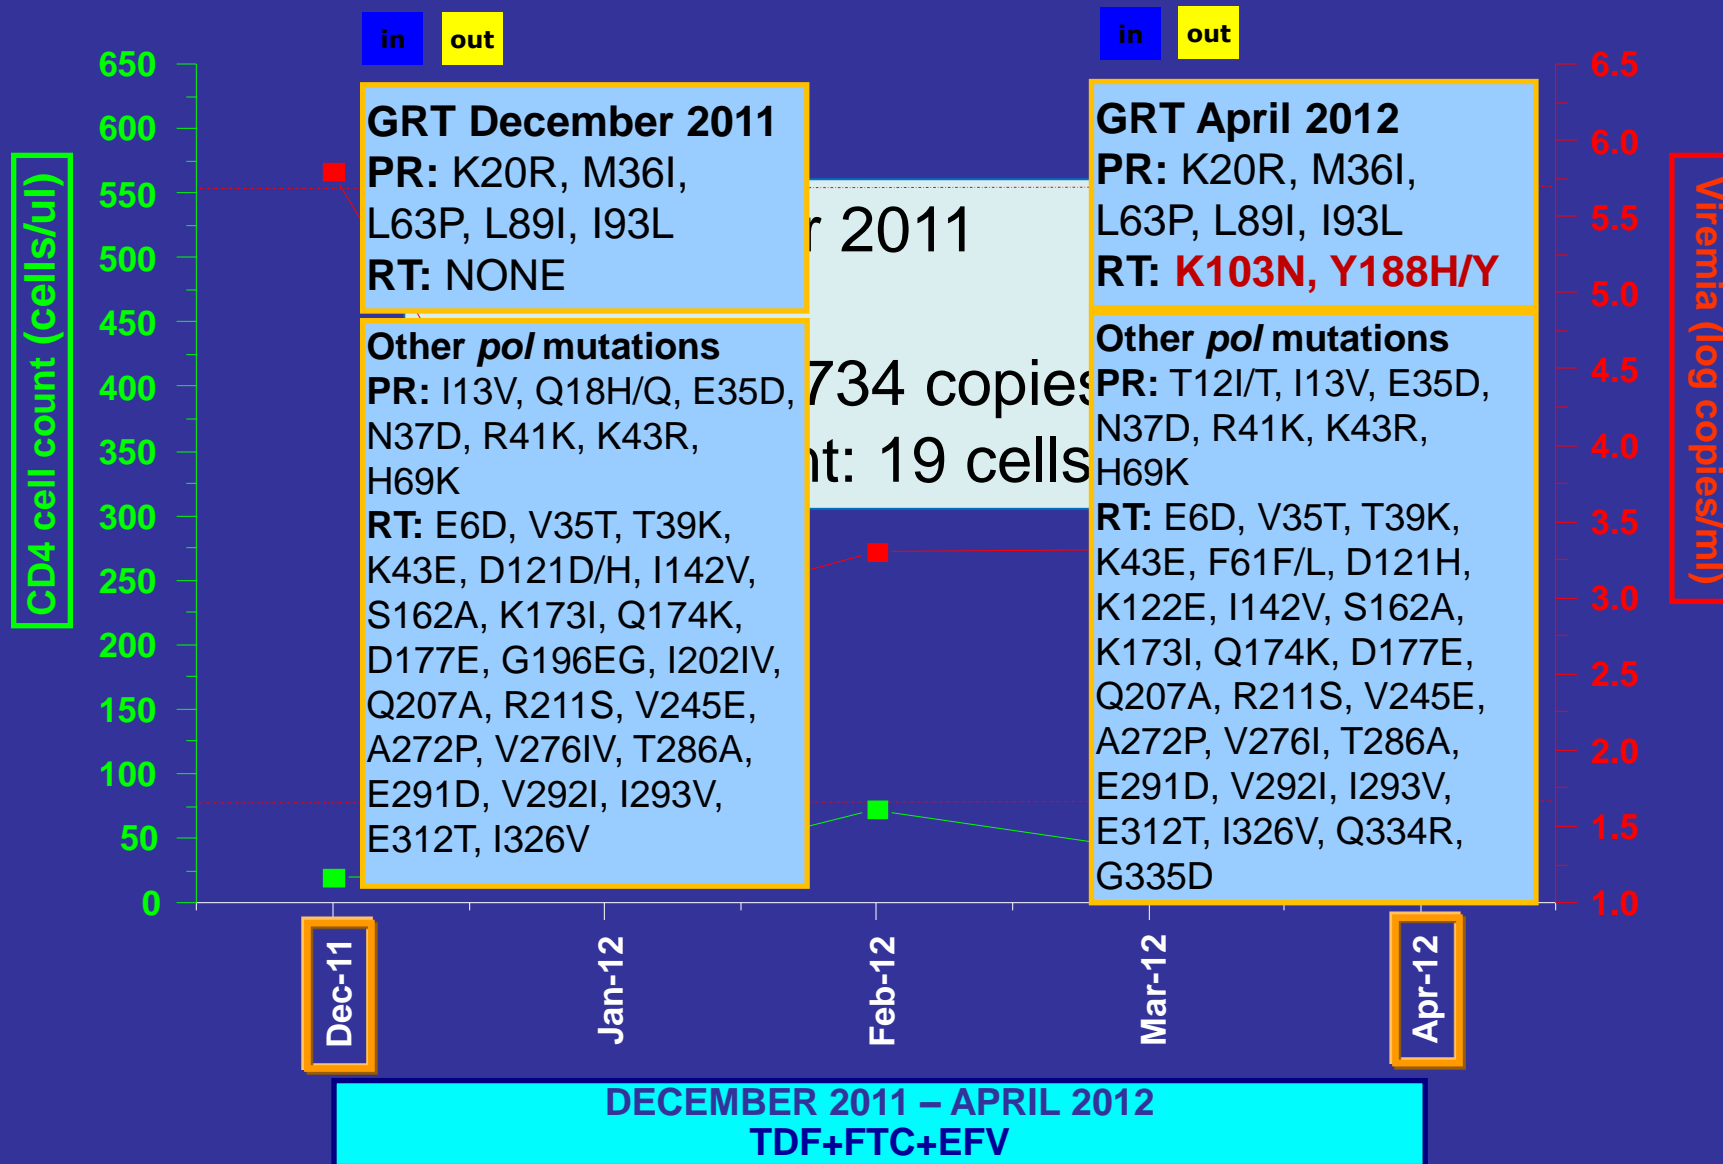 in
out
in
out
650
600
550
500
450
400
350
300
250
200
150
100
50
0
CD4 cell count (cells/ul)
GRT December 2011
PR: K20R, M36I,
L63P, L89I, I93L
RT: NONE
Other pol mutations
PR: I13V, Q18H/Q, E35D,
N37D, R41K, K43R,
H69K
RT: E6D, V35T, T39K,
K43E, D121D/H, I142V,
S162A, K173I, Q174K,
D177E, G196EG, I202IV,
Q207A, R211S, V245E,
A272P, V276IV, T286A,
E291D, V292I, I293V,
E312T, I326V
2011
734 copies
19 cells
GRT April 2012
PR: K20R, M36I,
L63P, L89I, I93L
RT: K103N, Y188H/Y
Other pol mutations
PR: T12I/T, I13V, E35D,
N37D, R41K, K43R,
H69K
RT: E6D, V35T, T39K,
K43E, F61F/L, D121H,
K122E, I142V, S162A,
K173I, Q174K, D177E,
Q207A, R211S, V245E,
A272P, V276I, T286A,
E291D, V292I, I293V,
E312T, I326V, Q334R,
G335D
6.5
6.0
5.5
5.0
4.5
4.0
3.5
3.0
2.5
2.0
1.5
1.0
Viremia (log copies/ml)
Dec-11
Jan-12
Feb-12
Mar-12
Apr-12
DECEMBER 2011 – APRIL 2012
TDF+FTC+EFV